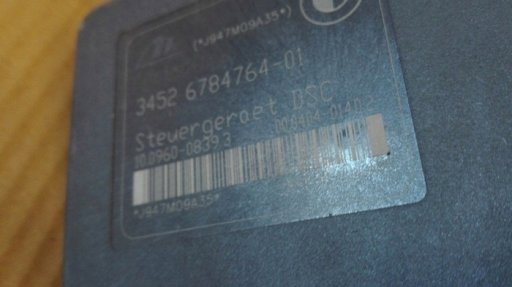 (*J947M09A35*)
3452 6784764-01
Steuergeraet DSC
10.0960-0839.3
*J947M09A35*